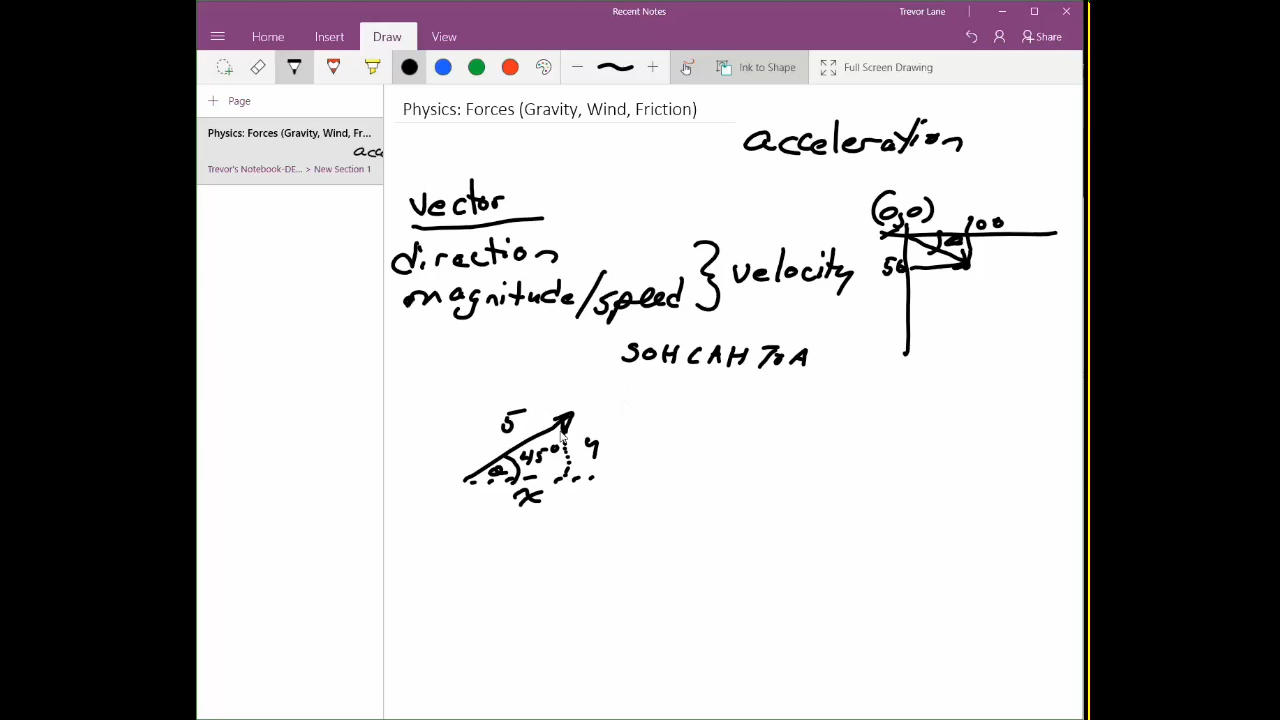 Recent Notes
Trevor Lane
Home Insert Draw View
Share
Ink to Shape
Full Screen Drawing
Page
Physics: Forces (Gravity, Wind, Fr...
acc
Trevor's Notebook-DE... > New Section 1
Physics: Forces (Gravity, Wind, Friction)
acceleration
vector
direction
magnitude/speed } velocity
(0,0)
100
50
SOH CAH TOA
5
45°
y
x